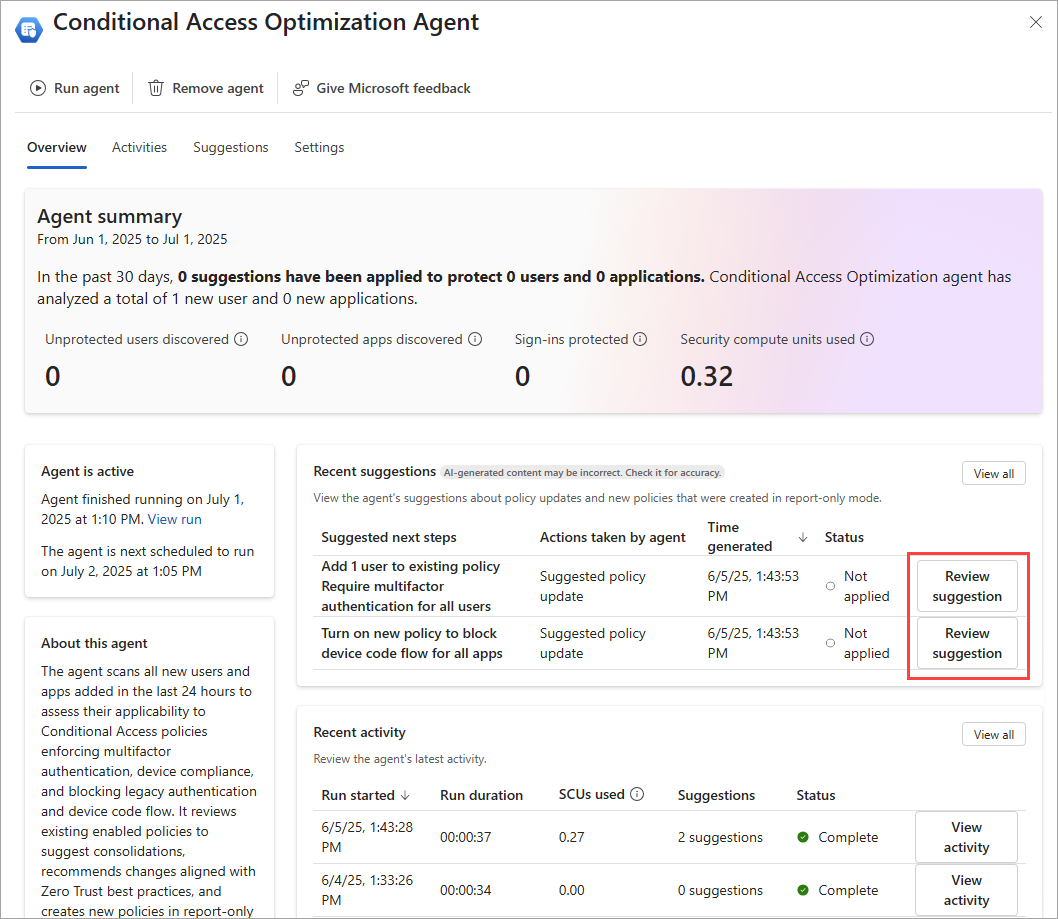 Conditional Access Optimization Agent
Run agent
Remove agent
Give Microsoft feedback
Overview
Activities
Suggestions
Settings
Agent summary
From Jun 1, 2025 to Jul 1, 2025
In the past 30 days, 0 suggestions have been applied to protect 0 users and 0 applications. Conditional Access Optimization agent has
analyzed a total of 1 new user and 0 new applications.
Unprotected users discovered
Unprotected apps discovered
Sign-ins protected
Security compute units used
0
0
0
0.32
Agent is active
Agent finished running on July 1,
2025 at 1:10 PM. View run
The agent is next scheduled to run
on July 2, 2025 at 1:05 PM
About this agent
The agent scans all new users and
apps added in the last 24 hours to
assess their applicability to
Conditional Access policies
enforcing multifactor
authentication, device compliance,
and blocking legacy authentication
and device code flow. It reviews
existing enabled policies to
suggest consolidations,
recommends changes aligned with
Zero Trust best practices, and
creates new policies in report-only
Recent suggestions
AI-generated content may be incorrect. Check it for accuracy.
View all
View the agent's suggestions about policy updates and new policies that were created in report-only mode.
Suggested next steps
Actions taken by agent
Time
generated
Status
Add 1 user to existing policy
Require multifactor
authentication for all users
Suggested policy
update
6/5/25, 1:43:53
PM
Not
applied
Review
suggestion
Turn on new policy to block
device code flow for all apps
Suggested policy
update
6/5/25, 1:43:53
PM
Not
applied
Review
suggestion
Recent activity
View all
Review the agent's latest activity.
Run started
Run duration
SCUs used
Suggestions
Status
6/5/25, 1:43:28
PM
00:00:37
0.27
2 suggestions
Complete
View
activity
6/4/25, 1:33:26
PM
00:00:34
0.00
0 suggestions
Complete
View
activity